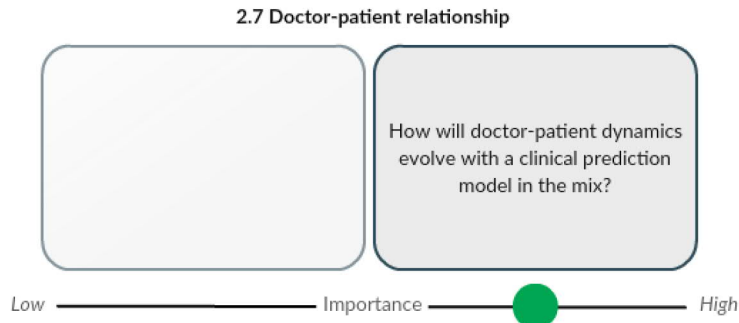 2.7 Doctor-patient relationship
How will doctor-patient dynamics
evolve with a clinical prediction
model in the mix?
Low Importance High